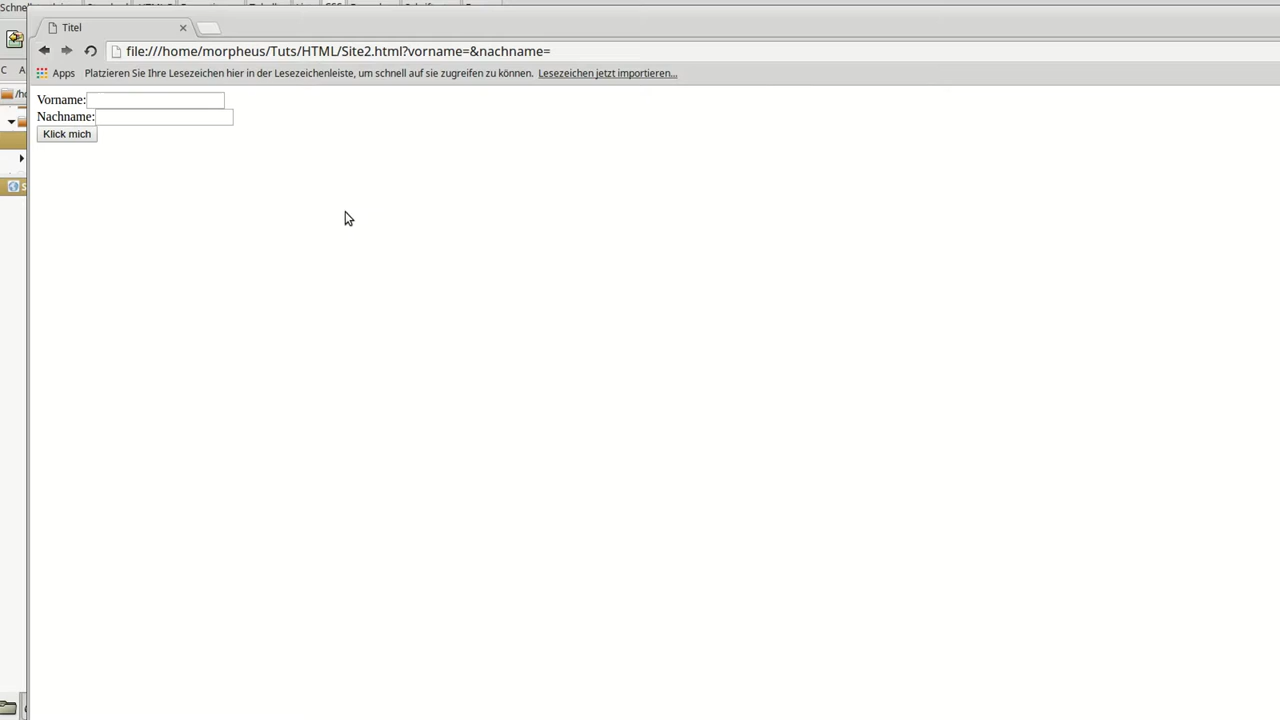 Titel
file:///home/morpheus/Tuts/HTML/Site2.html?vorname=&nachname=
Apps Platzieren Sie Ihre Lesezeichen hier in der Lesezeichenleiste, um schnell auf sie zugreifen zu können. Lesezeichen jetzt importieren...
Vorname:
Nachname:
Klick mich